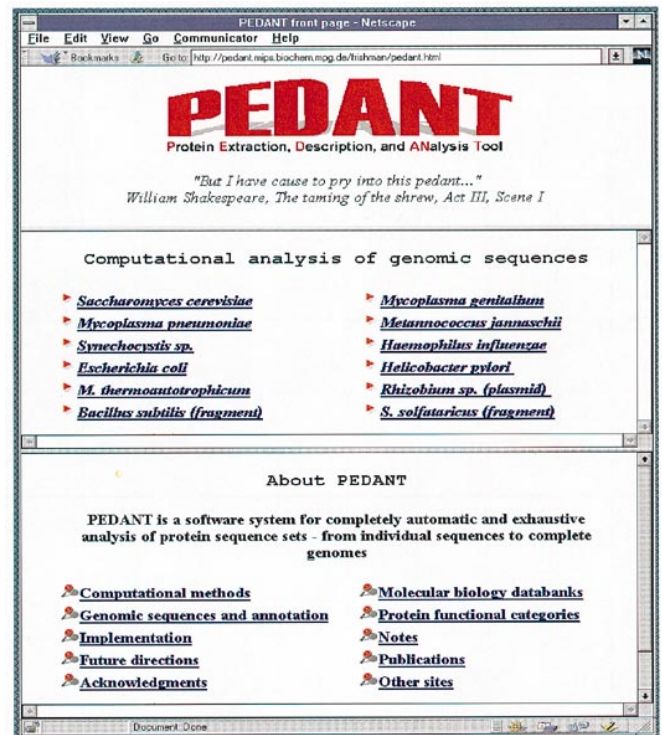 PEDANT front page - Netscape
File Edit View Go Communicator Help
Bookmarks Go to: http://pedant.mips.biochem.mpg.de/frishman/pedant.html
PEDANT
Protein Extraction, Description, and ANalysis Tool
"But I have cause to pry into this pedant..."
William Shakespeare, The taming of the shrew, Act III, Scene I
Computational analysis of genomic sequences
Saccharomyces cerevisiae
Mycoplasma genitalium
Mycoplasma pneumoniae
Metannococcus jannaschii
Synechocystis sp.
Haemophilus influenzae
Escherichia coli
Helicobacter pylori
M. thermoautotrophicum
Rhizobium sp. (plasmid)
Bacillus subtilis (fragment)
S. solfataricus (fragment)
About PEDANT
PEDANT is a software system for completely automatic and exhaustive
analysis of protein sequence sets - from individual sequences to complete
genomes
Computational methods
Molecular biology databanks
Genomic sequences and annotation
Protein functional categories
Implementation
Notes
Future directions
Publications
Acknowledgments
Other sites
Document: Done